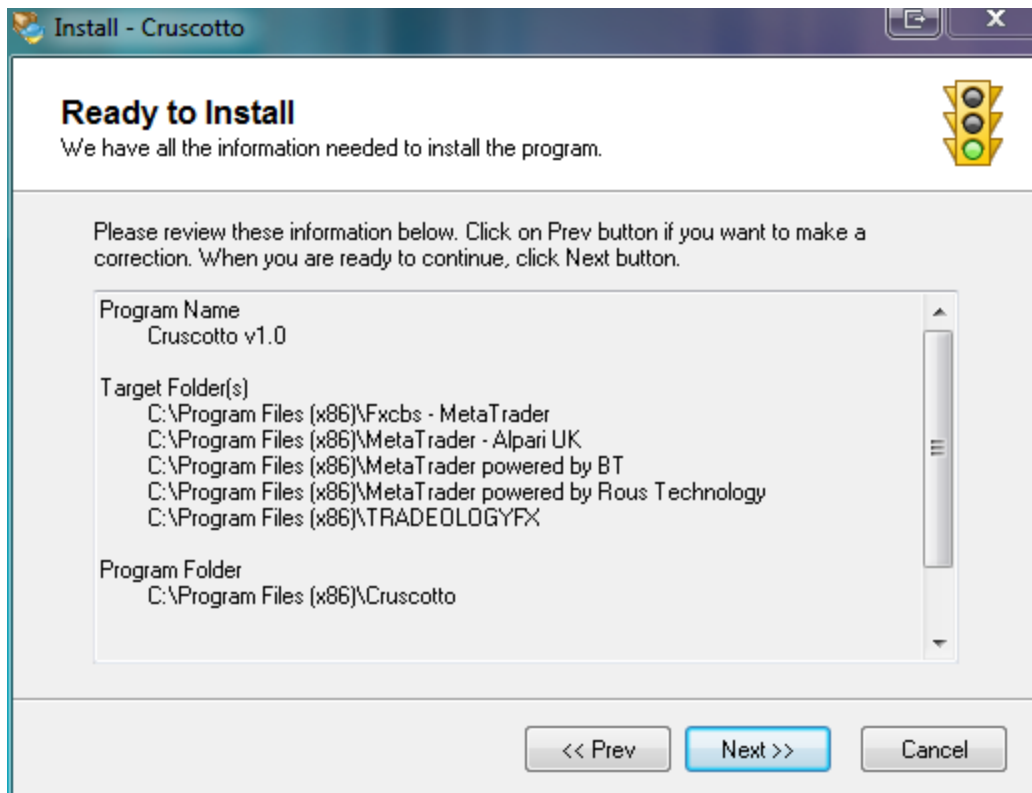 Install - Cruscotto
X
Ready to Install
We have all the information needed to install the program.
Please review these information below. Click on Prev button if you want to make a
correction. When you are ready to continue, click Next button.
Program Name
Cruscotto v1.0
Target Folder(s)
C:\Program Files (x86)\Fxcbs - MetaTrader
C:\Program Files (x86)\MetaTrader - Alpari UK
C:\Program Files (x86)\MetaTrader powered by BT
C:\Program Files (x86)\MetaTrader powered by Rous Technology
C:\Program Files (x86)\TRADEOLOGYFX
Program Folder
C:\Program Files (x86)\Cruscotto
<< Prev
Next >>
Cancel